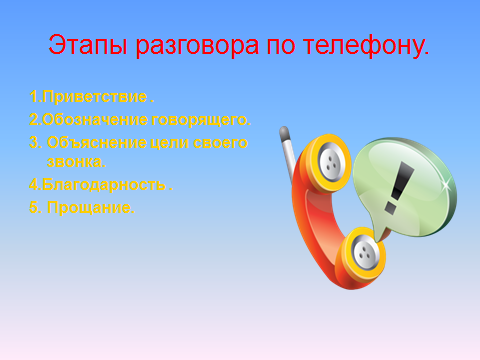 Этапы разговора по телефону.
1.Приветствие .
2.Обозначение говорящего.
3. Объяснение цели своего
звонка.
4.Благодарность .
5. Прощание.
!